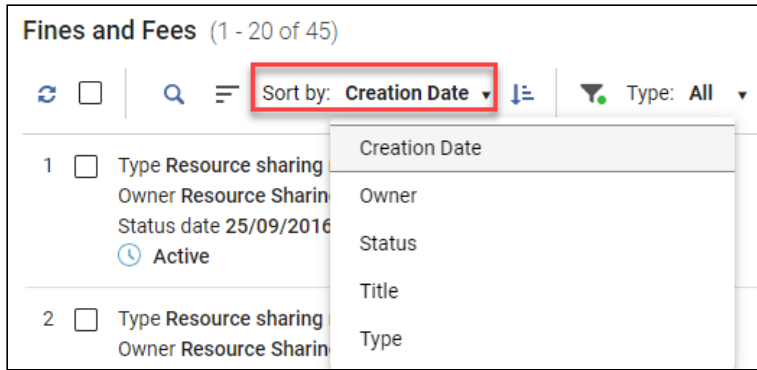 Fines and Fees (1 - 20 of 45)
Sort by: Creation Date Type: All
Creation Date
1 Type Resource sharing
Owner Resource Sharin
Owner
Status date 25/09/2016
Status
Active
Title
2 Type Resource sharing
Type
Owner Resource Sharin